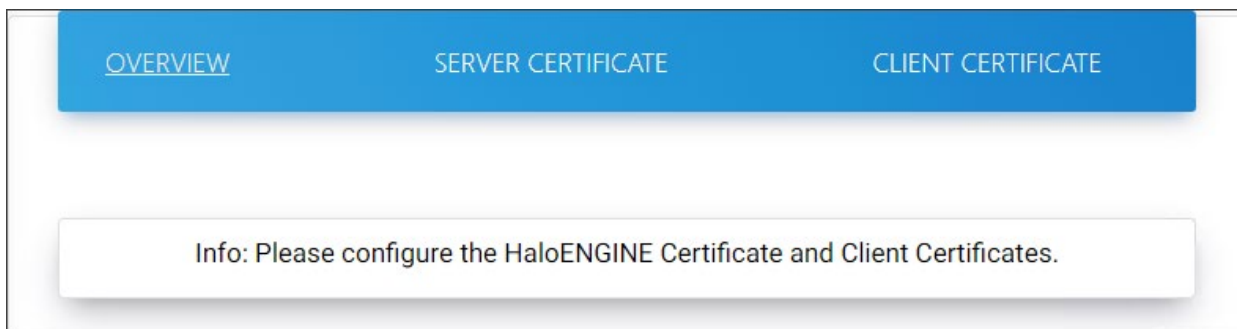 OVERVIEW SERVER CERTIFICATE CLIENT CERTIFICATE
Info: Please configure the HaloENGINE Certificate and Client Certificates.